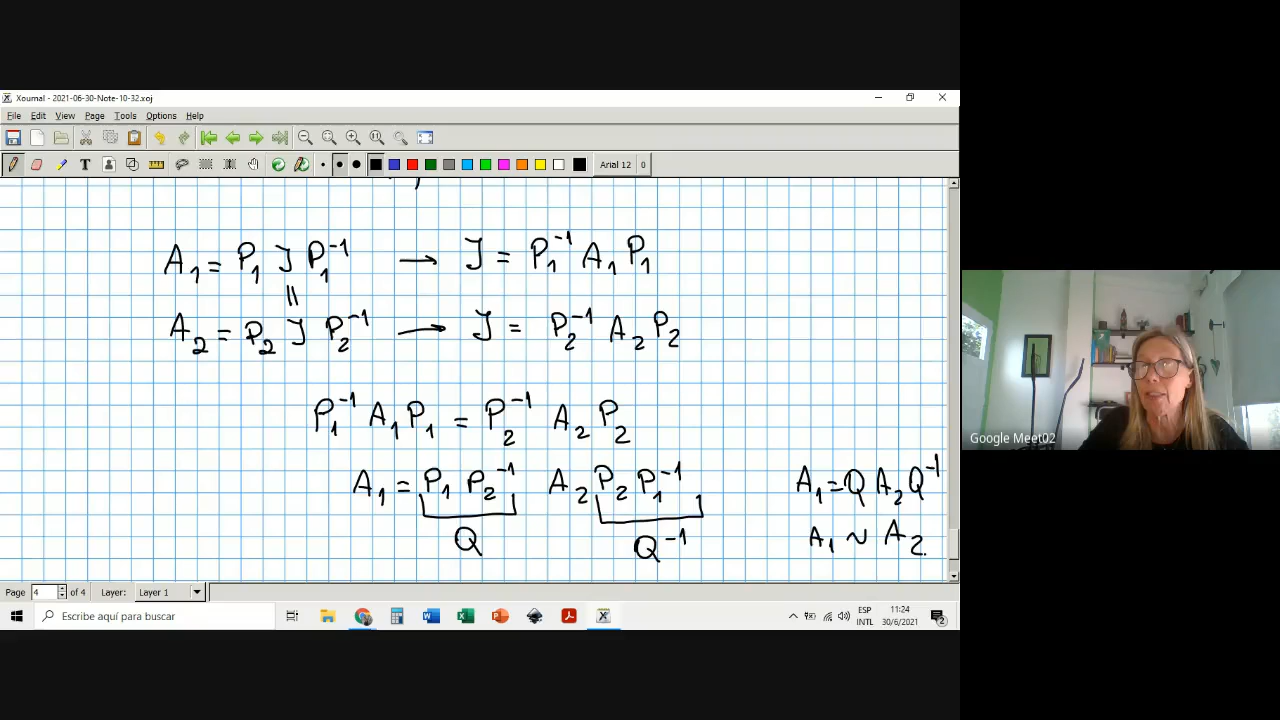 Xournal - 2021-06-30-Note-10-32.xoj
File Edit View Page Tools Options Help
Arial 12 0
A₁ = P₁ J P₁⁻¹ → J = P₁⁻¹ A₁ P₁
||
A₂ = P₂ J P₂⁻¹ → J = P₂⁻¹ A₂ P₂
P₁⁻¹ A₁ P₁ = P₂⁻¹ A₂ P₂
A₁ = P₁ P₂⁻¹ A₂ P₂ P₁⁻¹
Q Q⁻¹
A₁ = Q A₂ Q⁻¹
A₁ ~ A₂
Google Meet02
Page 4 of 4 Layer: Layer 1
Escribe aquí para buscar
ESP
INTL
11:24
30/6/2021
2